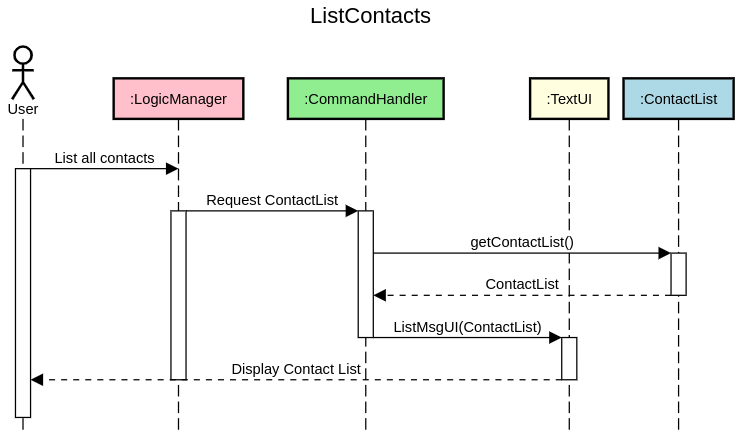 ListContacts
User
:LogicManager
:CommandHandler
:TextUI
:ContactList
List all contacts
Request ContactList
getContactList()
ContactList
ListMsgUI(ContactList)
Display Contact List